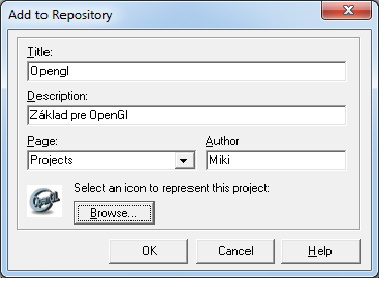 Add to Repository
Title:
Opengl
Description:
Základ pre OpenGl
Page: Author
Projects Miki
Select an icon to represent this project:
OpenGL
Browse...
OK Cancel Help